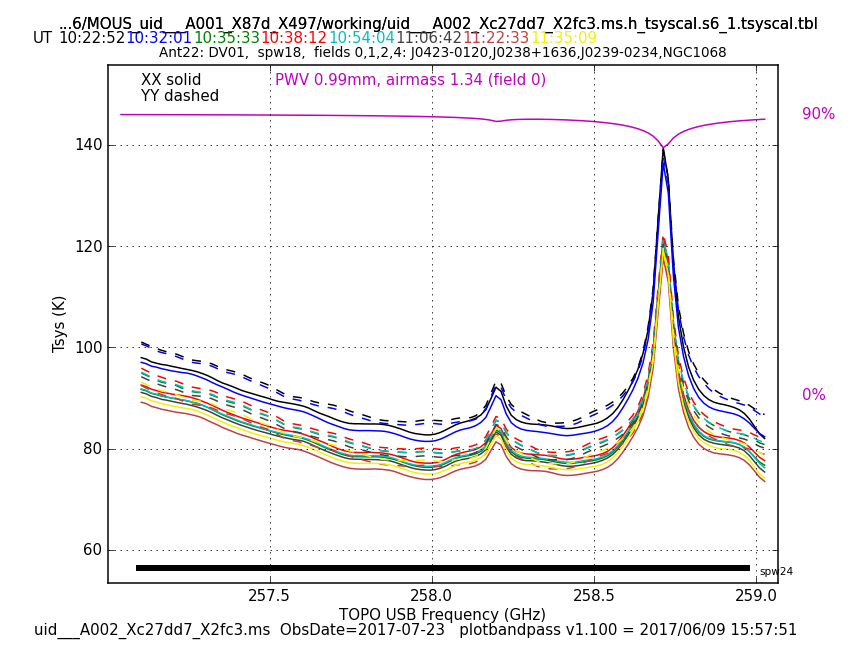 ...6/MOUS_uid___A001_X87d_X497/working/uid___A002_Xc27dd7_X2fc3.ms.h_tsyscal.s6_1.tsyscal.tbl
UT 10:22:52 10:32:01 10:35:33 10:38:12 10:54:04 11:06:42 11:22:33 11:35:09
Ant22: DV01, spw18, fields 0,1,2,4: J0423-0120,J0238+1636,J0239-0234,NGC1068
XX solid PWV 0.99mm, airmass 1.34 (field 0)
YY dashed
90%
140
120
100
0%
80
60
Tsys (K)
spw24
257.5 258.0 258.5 259.0
TOPO USB Frequency (GHz)
uid___A002_Xc27dd7_X2fc3.ms ObsDate=2017-07-23 plotbandpass v1.100 = 2017/06/09 15:57:51